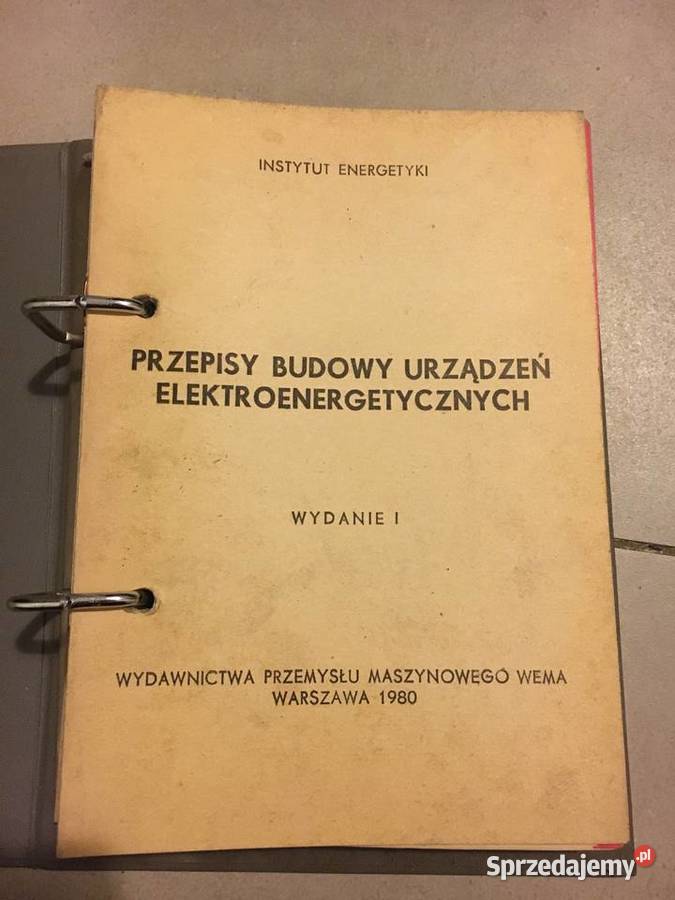 INSTYTUT ENERGETYKI
PRZEPISY BUDOWY URZĄDZEŃ
ELEKTROENERGETYCZNYCH
WYDANIE I
WYDAWNICTWA PRZEMYSŁU MASZYNOWEGO WEMA
WARSZAWA 1980
Sprzedajemy.pl